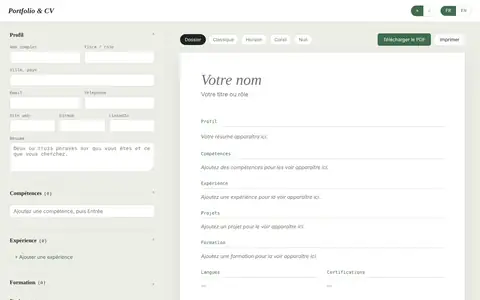 Portfolio & CV
FR EN
Profil
Nom complet Titre / rôle
Ville, pays
Email Téléphone
Site web GitHub LinkedIn
Résumé
Deux ou trois phrases sur qui vous êtes et ce que vous cherchez.
Compétences (0)
Ajoutez une compétence, puis Entrée
Expérience (0)
+ Ajouter une expérience
Formation (0)
Dossier Classique Horizon Corail Nuit
Télécharger le PDF Imprimer
Votre nom
Votre titre ou rôle
Profil
Votre résumé apparaîtra ici.
Compétences
Ajoutez des compétences pour les voir apparaître ici.
Expérience
Ajoutez une expérience pour la voir apparaître ici.
Projets
Ajoutez un projet pour le voir apparaître ici.
Formation
Ajoutez une formation pour la voir apparaître ici.
Langues Certifications
— —